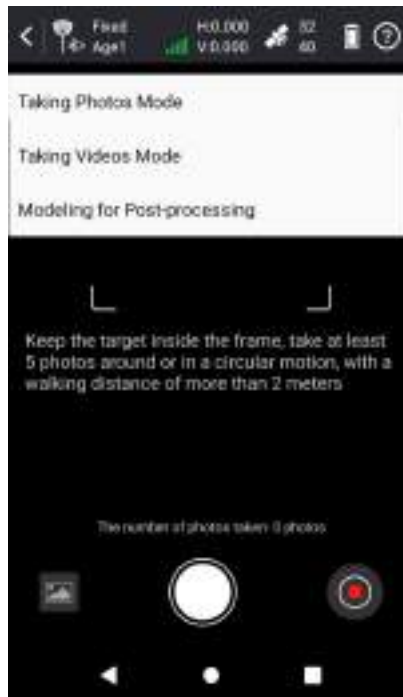 Fixed H:0.000 32
Age1 V:0.000 40
Taking Photos Mode
Taking Videos Mode
Modeling for Post-processing
Keep the target inside the frame, take at least
5 photos around or in a circular motion, with a
walking distance of more than 2 meters
The number of photos taken 0 photos